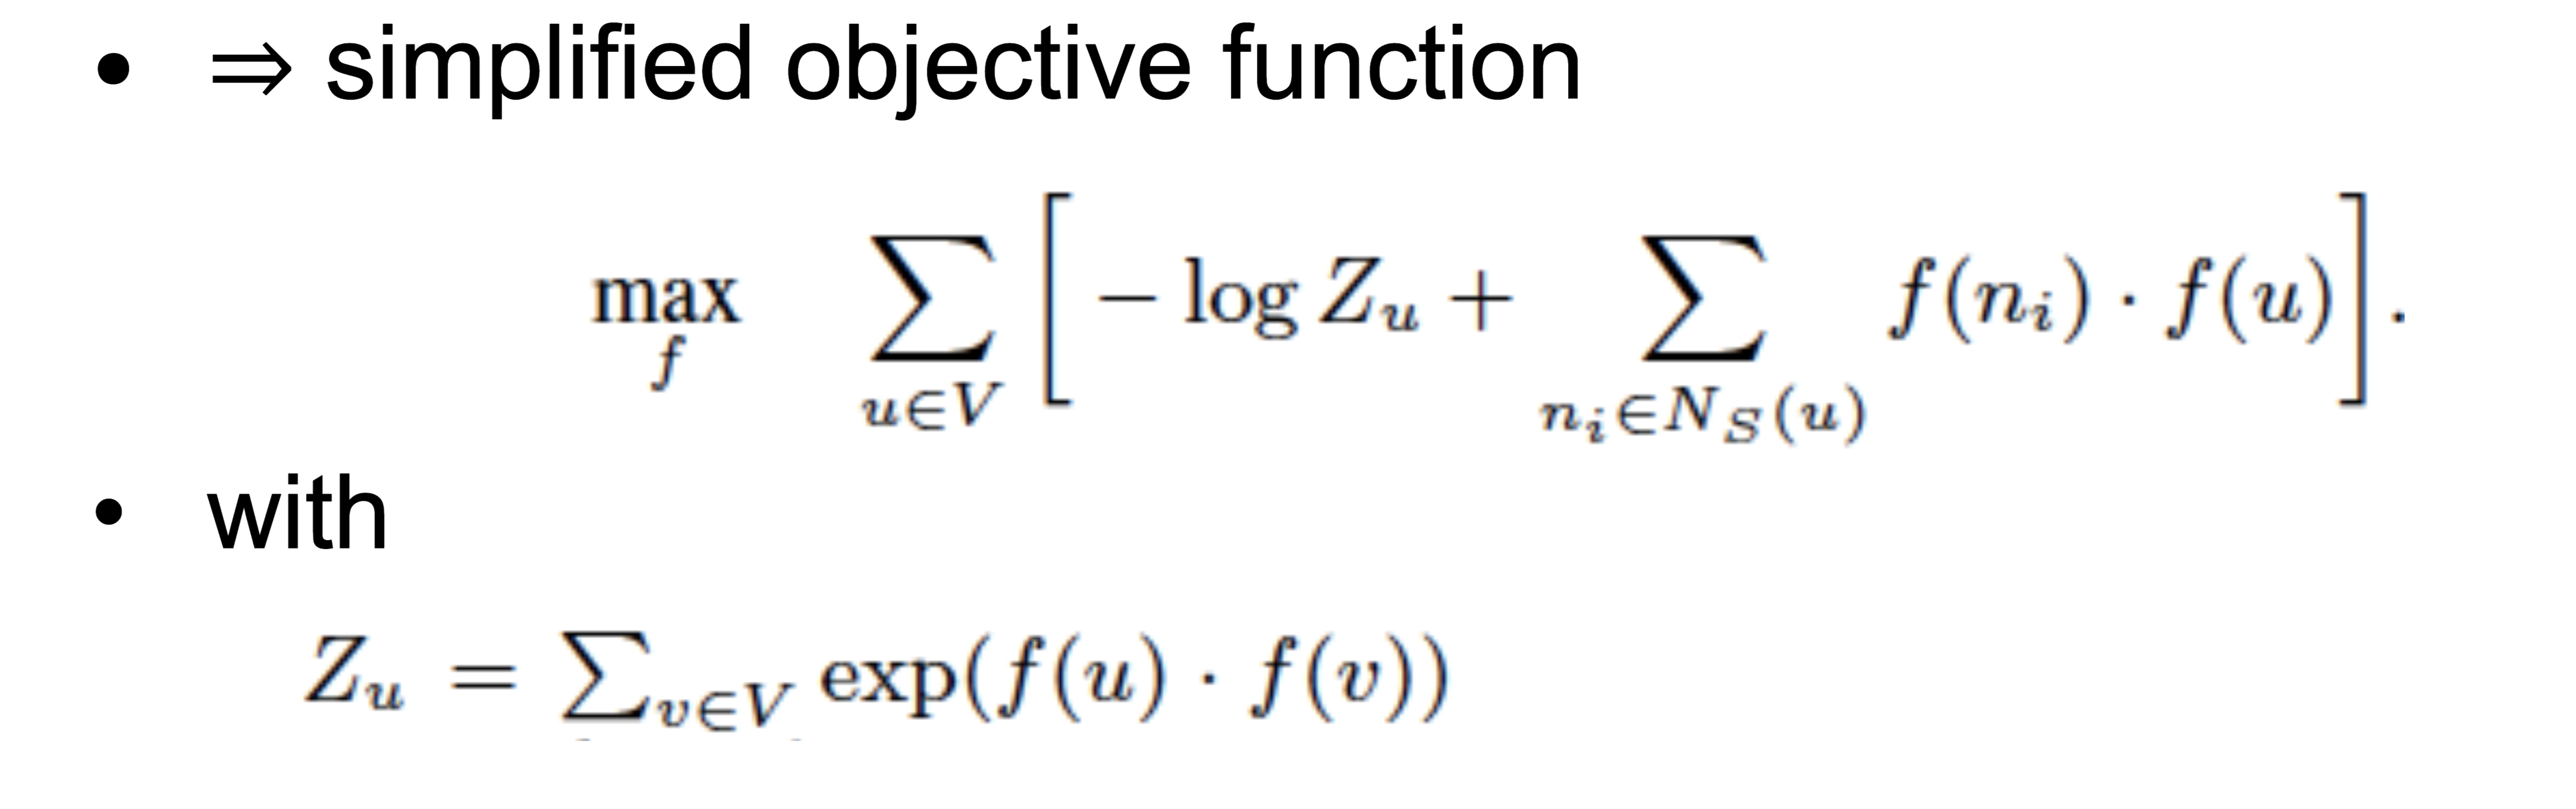 • ⇒ simplified objective function
max_f ∑_{u∈V} [ − log Z_u + ∑_{n_i∈N_S(u)} f(n_i) · f(u) ] .
• with
Z_u = ∑_{v∈V} exp(f(u) · f(v))